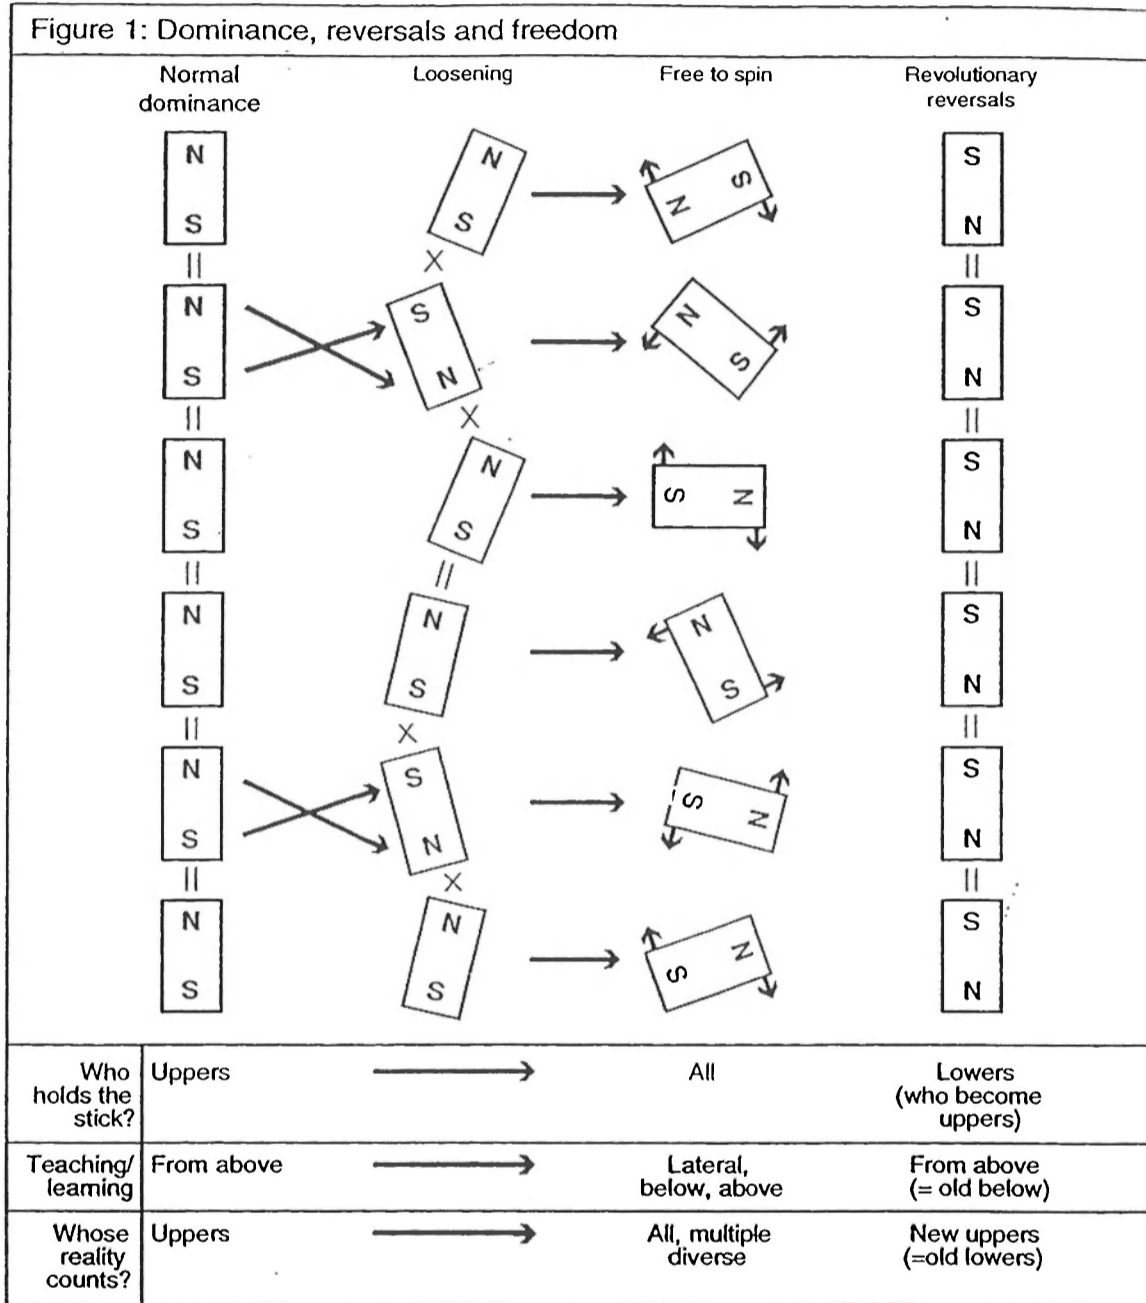 Figure 1: Dominance, reversals and freedom
Normal
dominance
Loosening
Free to spin
Revolutionary
reversals
N N S S
S S N N
N S N S
S N S N
N N S N S
S S N
N N N S
S S S N
N S S N S
S N N
N N S N S
S S N
Who
holds the
stick?
Uppers
All
Lowers
(who become
uppers)
Teaching/
learning
From above
Lateral,
below, above
From above
(= old below)
Whose
reality
counts?
Uppers
All, multiple
diverse
New uppers
(=old lowers)